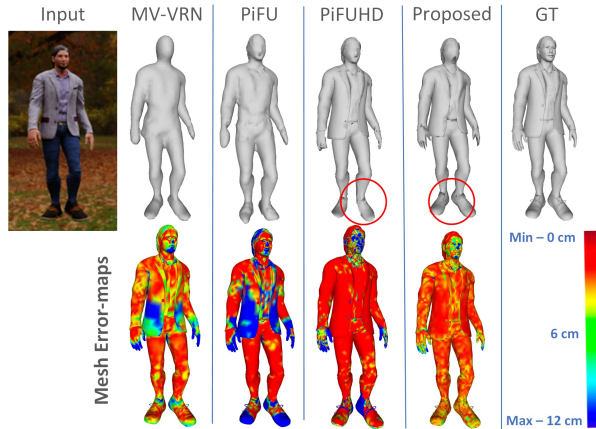 Input MV-VRN PiFU PiFUHD Proposed GT
Min – 0 cm
Mesh Error-maps
6 cm
Max – 12 cm